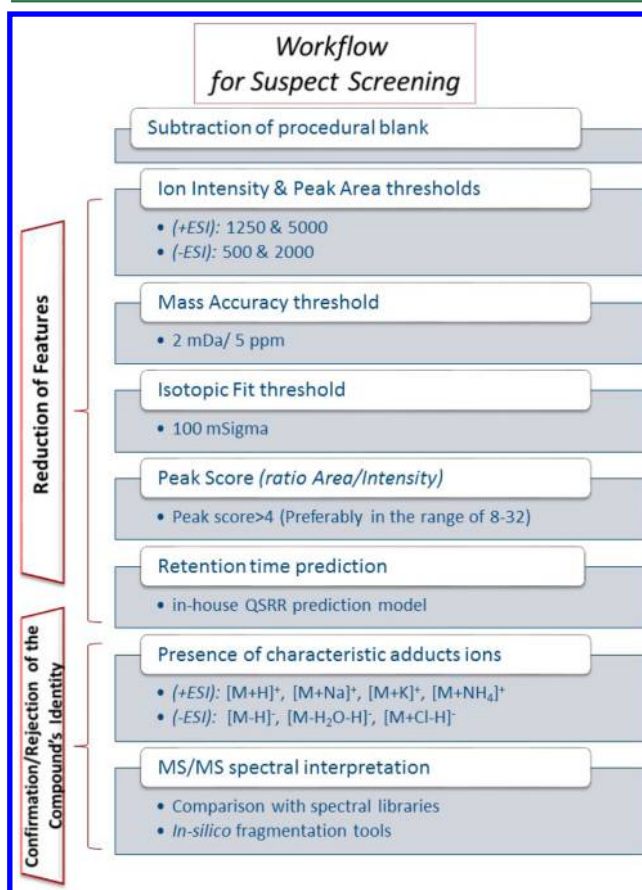 Workflow
for Suspect Screening
Subtraction of procedural blank
Reduction of Features
Ion Intensity & Peak Area thresholds
• (+ESI): 1250 & 5000
• (-ESI): 500 & 2000
Mass Accuracy threshold
• 2 mDa/ 5 ppm
Isotopic Fit threshold
• 100 mSigma
Peak Score (ratio Area/Intensity)
• Peak score>4 (Preferably in the range of 8-32)
Retention time prediction
• in-house QSRR prediction model
Confirmation/Rejection of the
Compound's Identity
Presence of characteristic adducts ions
• (+ESI): [M+H]⁺, [M+Na]⁺, [M+K]⁺, [M+NH₄]⁺
• (-ESI): [M-H]⁻, [M-H₂O-H]⁻, [M+Cl-H]⁻
MS/MS spectral interpretation
• Comparison with spectral libraries
• In-silico fragmentation tools